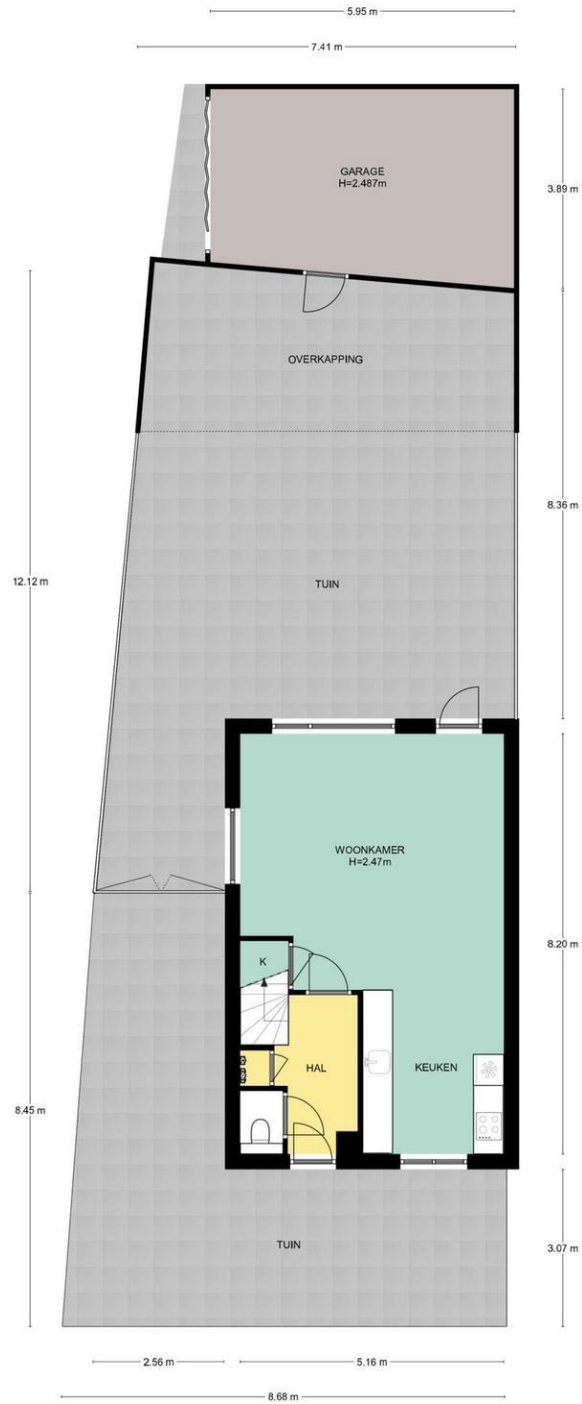 5.95 m
7.41 m
GARAGE
H=2.487m
3.89 m
OVERKAPPING
8.36 m
12.12 m
TUIN
WOONKAMER
H=2.47m
8.20 m
K
HAL
KEUKEN
8.45 m
TUIN
3.07 m
2.56 m
5.16 m
8.68 m